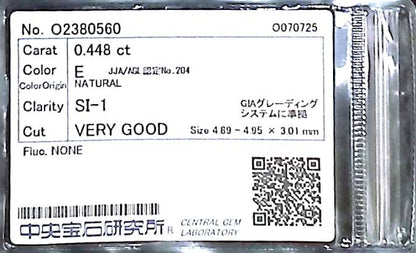 No. O2380560 O070725
Carat 0.448 ct
Color E JJA/AGL認定No.204
ColorOrigin NATURAL
Clarity SI-1 GIAグレーディング
システムに準拠
Cut VERY GOOD Size 4.89 - 4.95 × 3.01 mm
Fluo. NONE
中央宝石研究所® CENTRAL GEM
LABORATORY